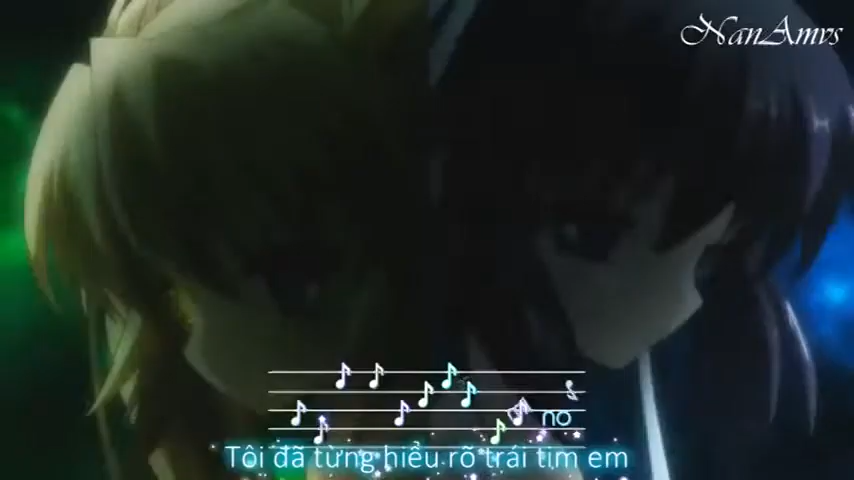 NanAmvs
no
Tôi đã từng hiểu rõ trái tim em